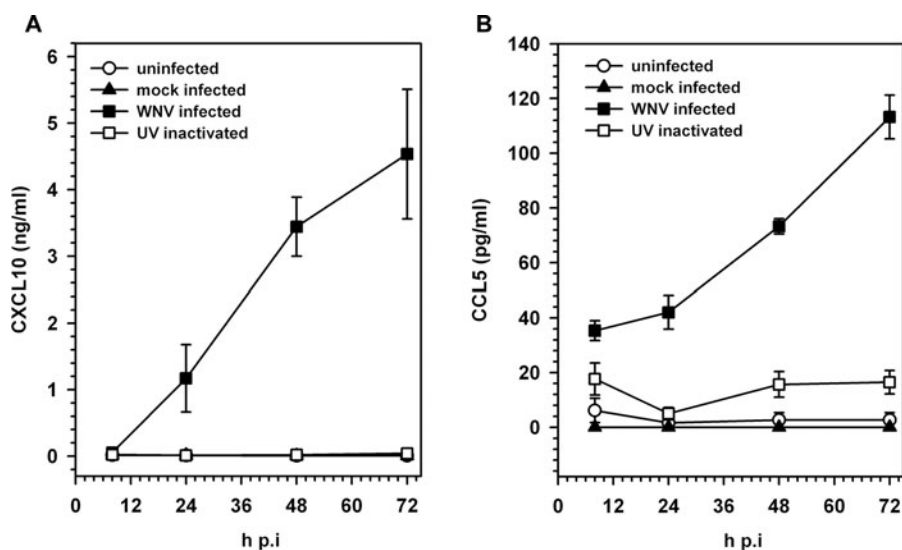 A
CXCL10 (ng/ml)
6
5
4
3
2
1
0
uninfected
mock infected
WNV infected
UV inactivated
0 12 24 36 48 60 72
h p.i
B
CCL5 (pg/ml)
140
120
100
80
60
40
20
0
uninfected
mock infected
WNV infected
UV inactivated
0 12 24 36 48 60 72
h p.i